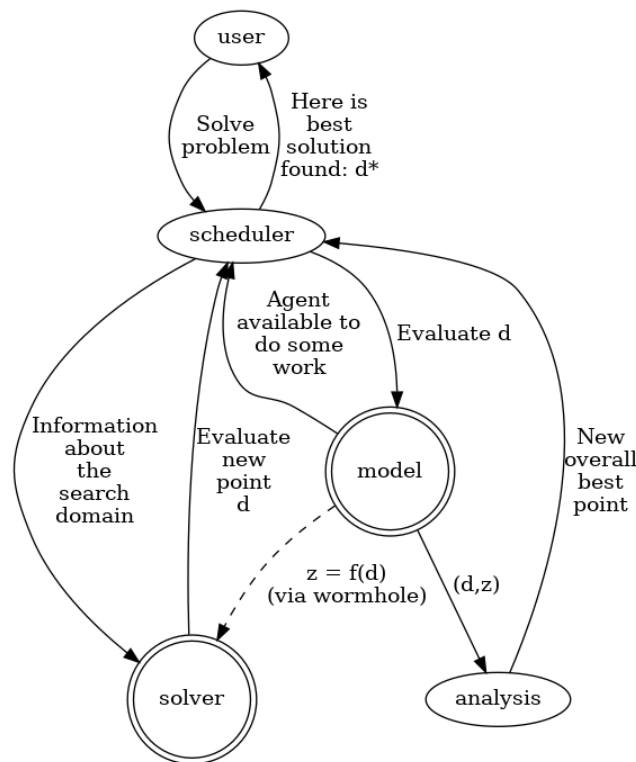 user
Solve
problem
Here is
best
solution
found: d*
scheduler
Agent
available to
do some
work
Evaluate d
Information
about
the
search
domain
Evaluate
new
point
d
model
New
overall
best
point
z = f(d)
(via wormhole)
(d,z)
solver
analysis